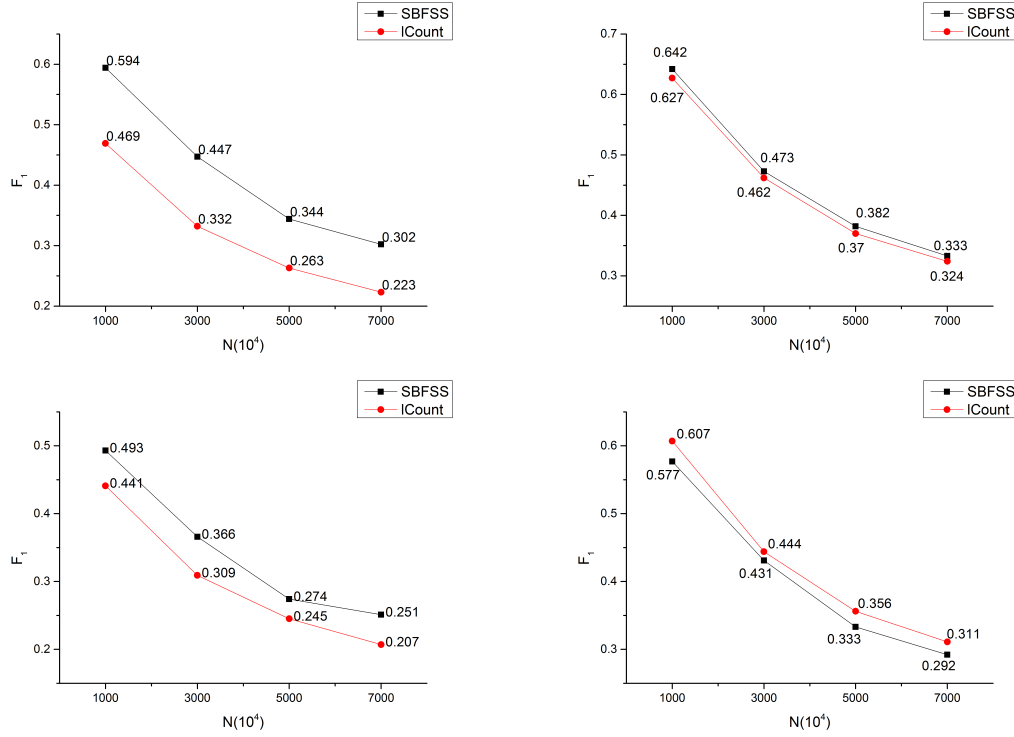 SBFSS
ICount
0.6
0.5
0.4
0.3
0.2
F1
0.594
0.447
0.344
0.302
0.469
0.332
0.263
0.223
1000 3000 5000 7000
N(10^4)
SBFSS
ICount
0.7
0.6
0.5
0.4
0.3
F1
0.642
0.473
0.382
0.333
0.627
0.462
0.37
0.324
1000 3000 5000 7000
N(10^4)
SBFSS
ICount
0.5
0.4
0.3
0.2
F1
0.493
0.366
0.274
0.251
0.441
0.309
0.245
0.207
1000 3000 5000 7000
N(10^4)
SBFSS
ICount
0.6
0.5
0.4
0.3
F1
0.607
0.444
0.356
0.311
0.577
0.431
0.333
0.292
1000 3000 5000 7000
N(10^4)